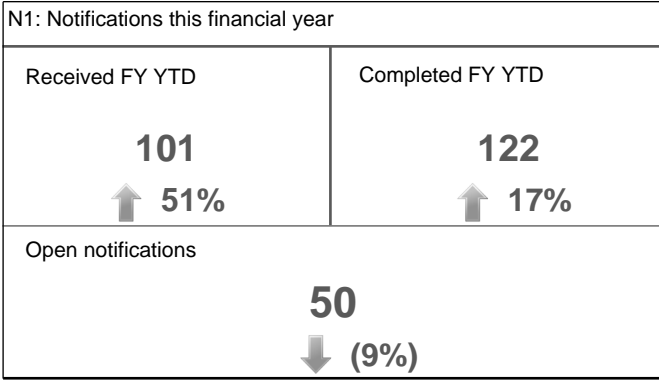 N1: Notifications this financial year
Received FY YTD
101
51%
Completed FY YTD
122
17%
Open notifications
50
(9%)